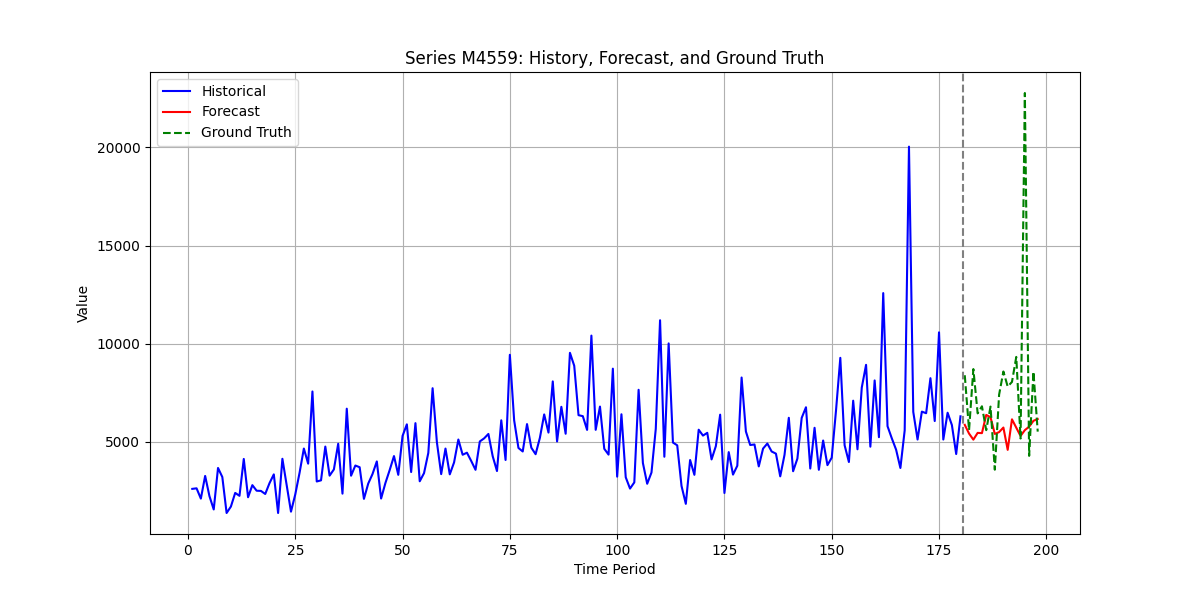 Series M4559: History, Forecast, and Ground Truth
Historical
Forecast
Ground Truth
Value
20000
15000
10000
5000
0
25
50
75
100
125
150
175
200
Time Period